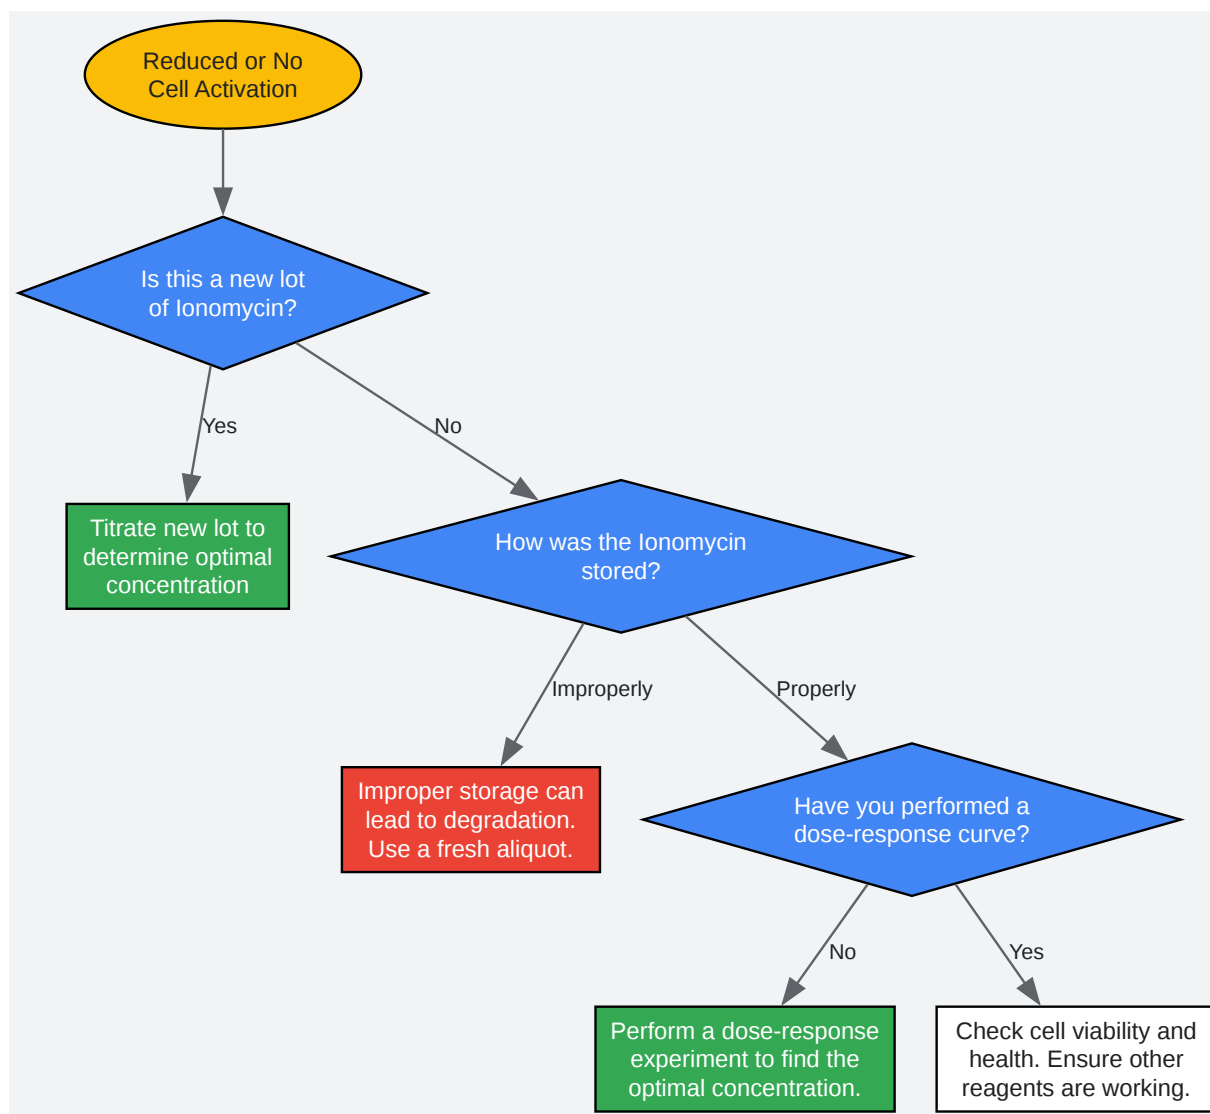 Reduced or No
Cell Activation
Is this a new lot
of Ionomycin?
Yes
No
Titrate new lot to
determine optimal
concentration
How was the Ionomycin
stored?
Improperly
Properly
Improper storage can
lead to degradation.
Use a fresh aliquot.
Have you performed a
dose-response curve?
No
Yes
Perform a dose-response
experiment to find the
optimal concentration.
Check cell viability and
health. Ensure other
reagents are working.